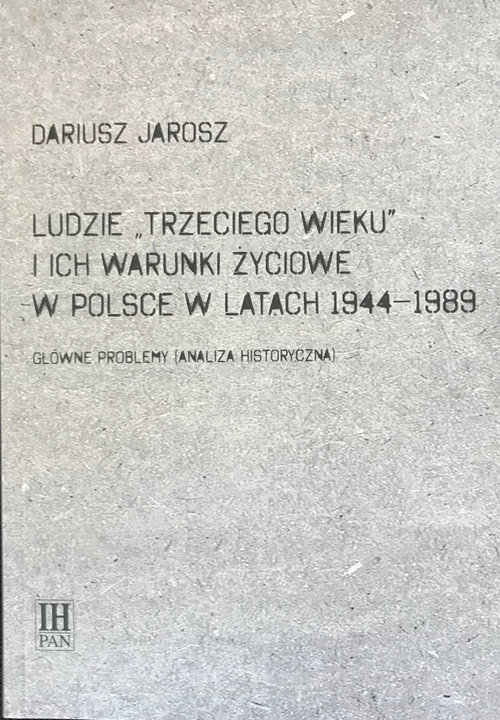 DARIUSZ JAROSZ
LUDZIE „TRZECIEGO WIEKU”
I ICH WARUNKI ŻYCIOWE
W POLSCE W LATACH 1944–1989
GŁÓWNE PROBLEMY (ANALIZA HISTORYCZNA)
IH
PAN